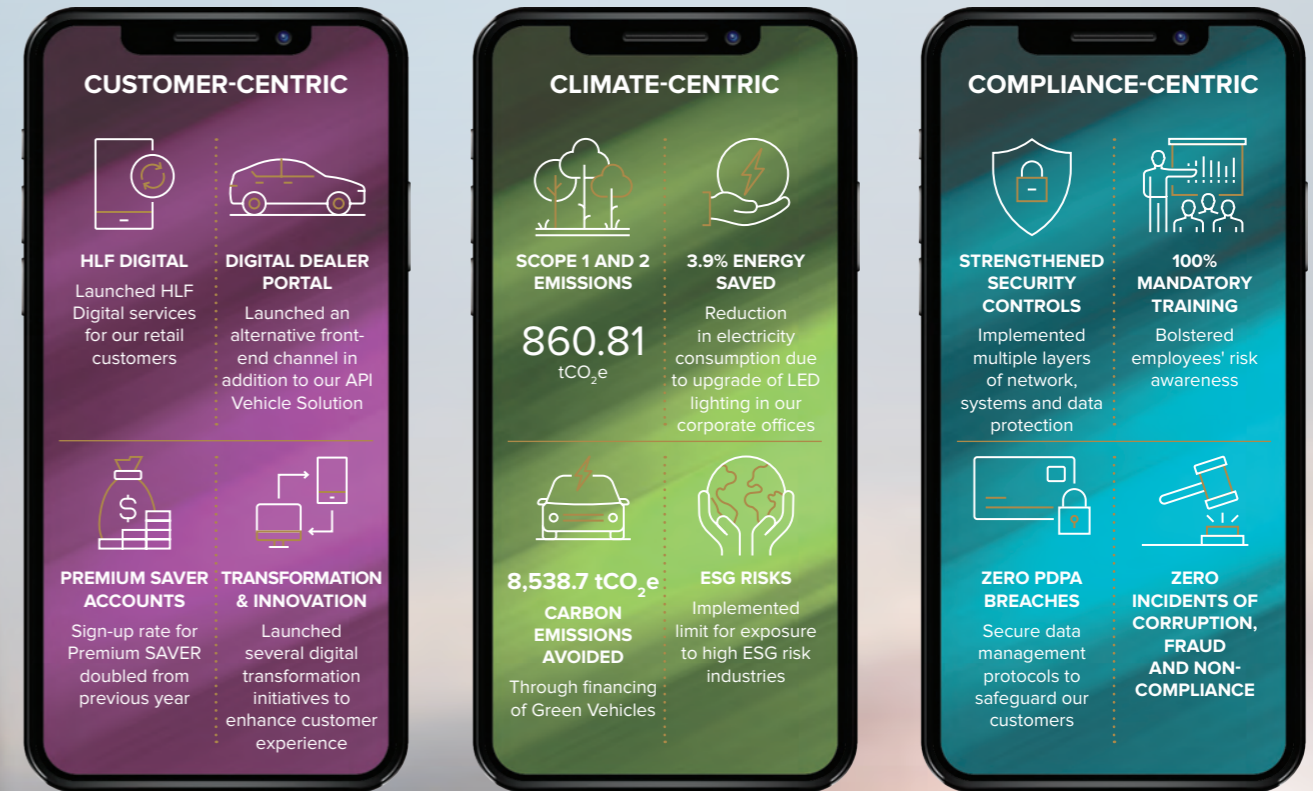 CUSTOMER-CENTRIC
HLF DIGITAL
Launched HLF
Digital services
for our retail
customers
DIGITAL DEALER
PORTAL
Launched an
alternative front-
end channel in
addition to our API
Vehicle Solution
$
PREMIUM SAVER
ACCOUNTS
Sign-up rate for
Premium SAVER
doubled from
previous year
TRANSFORMATION
& INNOVATION
Launched
several digital
transformation
initiatives to
enhance customer
experience
CLIMATE-CENTRIC
SCOPE 1 AND 2
EMISSIONS
860.81
tCO₂e
3.9% ENERGY
SAVED
Reduction
in electricity
consumption due
to upgrade of LED
lighting in our
corporate offices
8,538.7 tCO₂e
CARBON
EMISSIONS
AVOIDED
Through financing
of Green Vehicles
ESG RISKS
Implemented
limit for exposure
to high ESG risk
industries
COMPLIANCE-CENTRIC
STRENGTHENED
SECURITY
CONTROLS
Implemented
multiple layers
of network,
systems and data
protection
100%
MANDATORY
TRAINING
Bolstered
employees' risk
awareness
ZERO PDPA
BREACHES
Secure data
management
protocols to
safeguard our
customers
ZERO
INCIDENTS OF
CORRUPTION,
FRAUD
AND NON-
COMPLIANCE